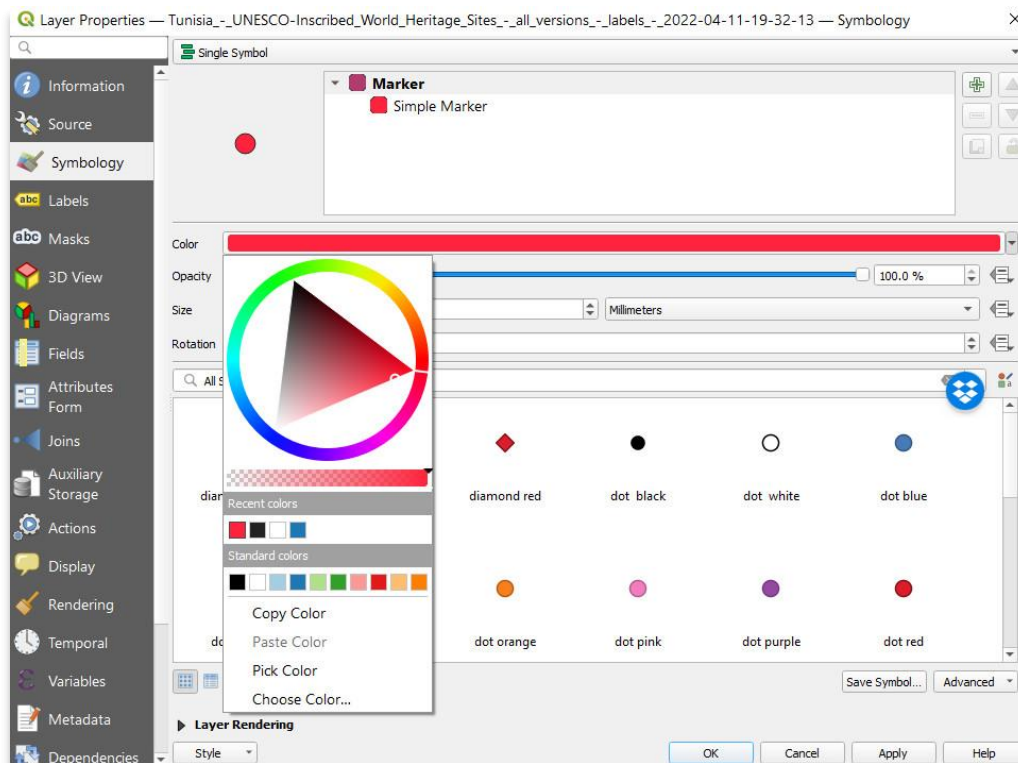 Layer Properties — Tunisia_-_UNESCO-Inscribed_World_Heritage_Sites_-_all_versions_-_labels_-_2022-04-11-19-32-13 — Symbology
Single Symbol
Information
Source
Symbology
Labels
Masks
3D View
Diagrams
Fields
Attributes
Form
Joins
Auxiliary
Storage
Actions
Display
Rendering
Temporal
Variables
Metadata
Dependencies
Marker
Simple Marker
Color
Opacity
100.0 %
Size
Millimeters
Rotation
All S
diar
diamond red
dot black
dot white
dot blue
Recent colors
Standard colors
Copy Color
Paste Color
Pick Color
Choose Color...
do
dot orange
dot pink
dot purple
dot red
Save Symbol...
Advanced
Layer Rendering
Style
OK
Cancel
Apply
Help